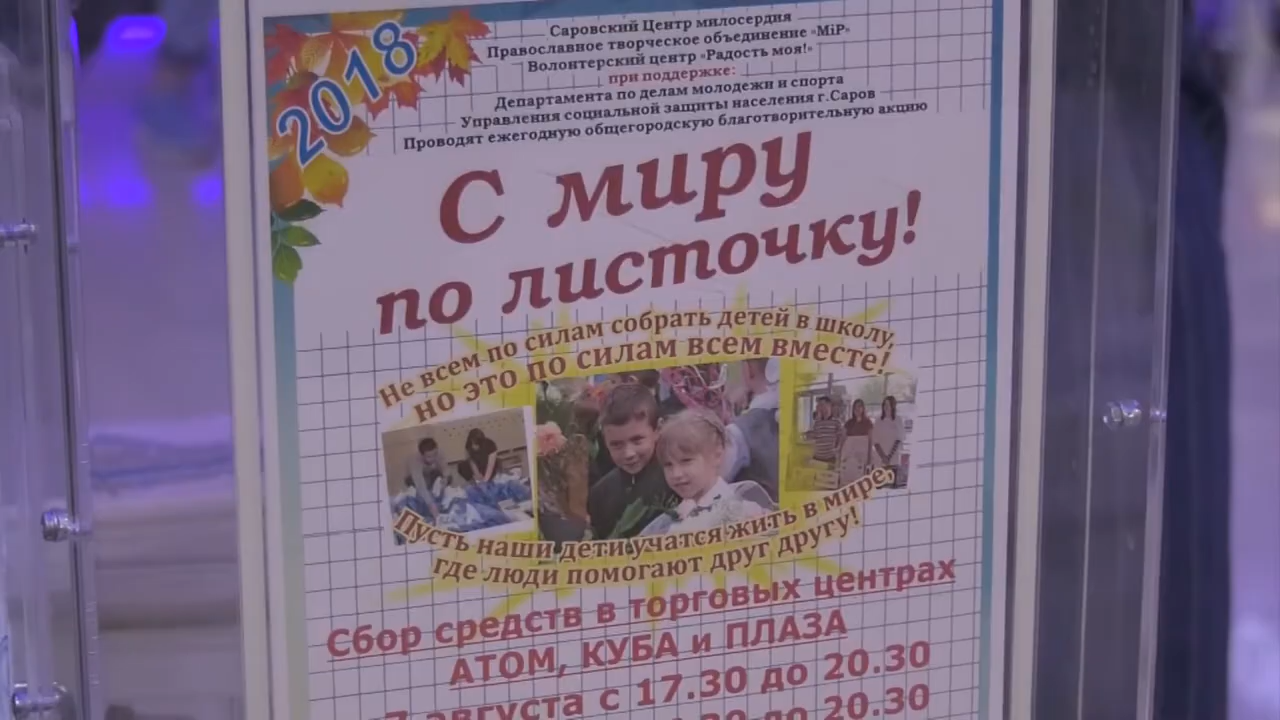 2018
Саровский Центр милосердия
Православное творческое объединение «МiР»
Волонтерский центр «Радость моя!»
при поддержке:
Департамента по делам молодежи и спорта
Управления социальной защиты населения г.Саров
Проводят ежегодную общегородскую благотворительную акцию
С миру
по листочку!
Не всем по силам собрать детей в школу,
но это по силам всем вместе!
Пусть наши дети учатся жить в мире,
где люди помогают друг другу!
Сбор средств в торговых центрах
АТОМ, КУБА и ПЛАЗА
августа с 17.30 до 20.30
до 20.30